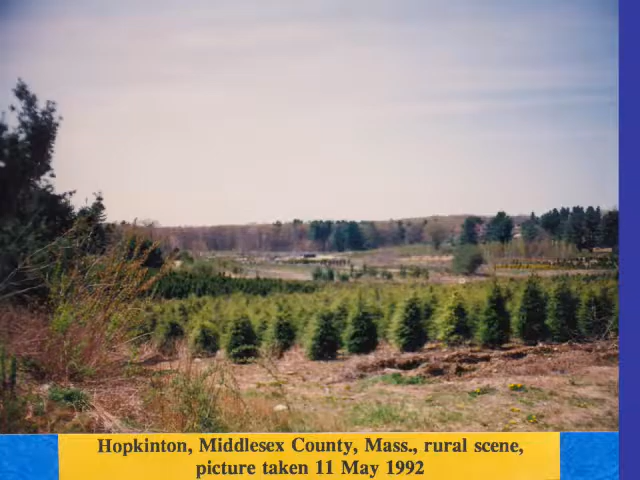 Hopkinton, Middlesex County, Mass., rural scene,
picture taken 11 May 1992